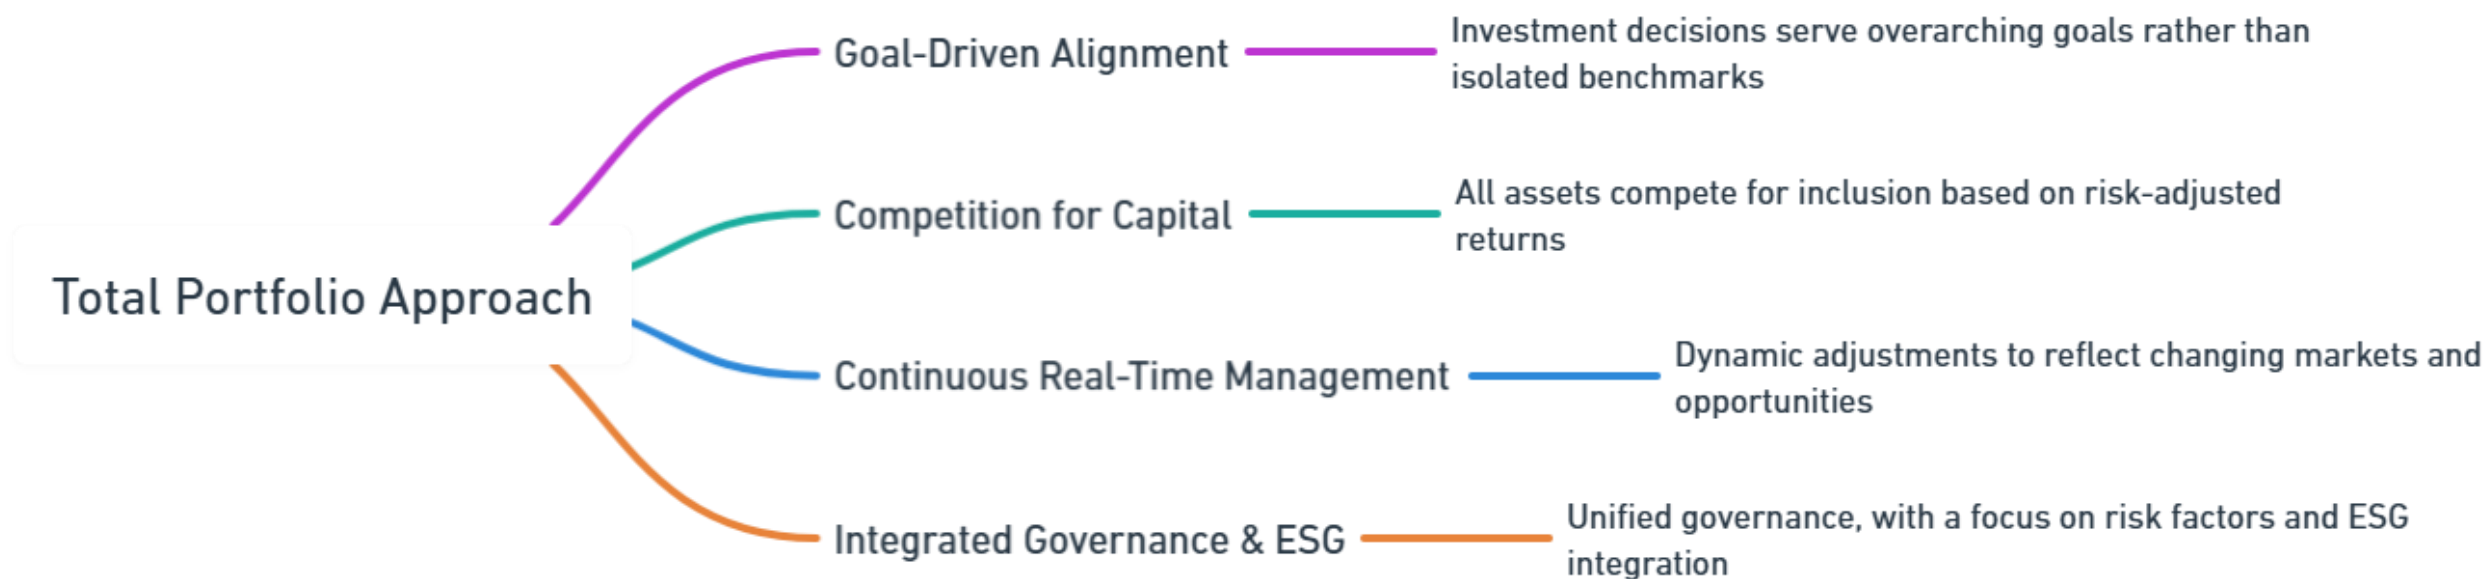 Total Portfolio Approach
Goal-Driven Alignment
Investment decisions serve overarching goals rather than
isolated benchmarks
Competition for Capital
All assets compete for inclusion based on risk-adjusted
returns
Continuous Real-Time Management
Dynamic adjustments to reflect changing markets and
opportunities
Integrated Governance & ESG
Unified governance, with a focus on risk factors and ESG
integration